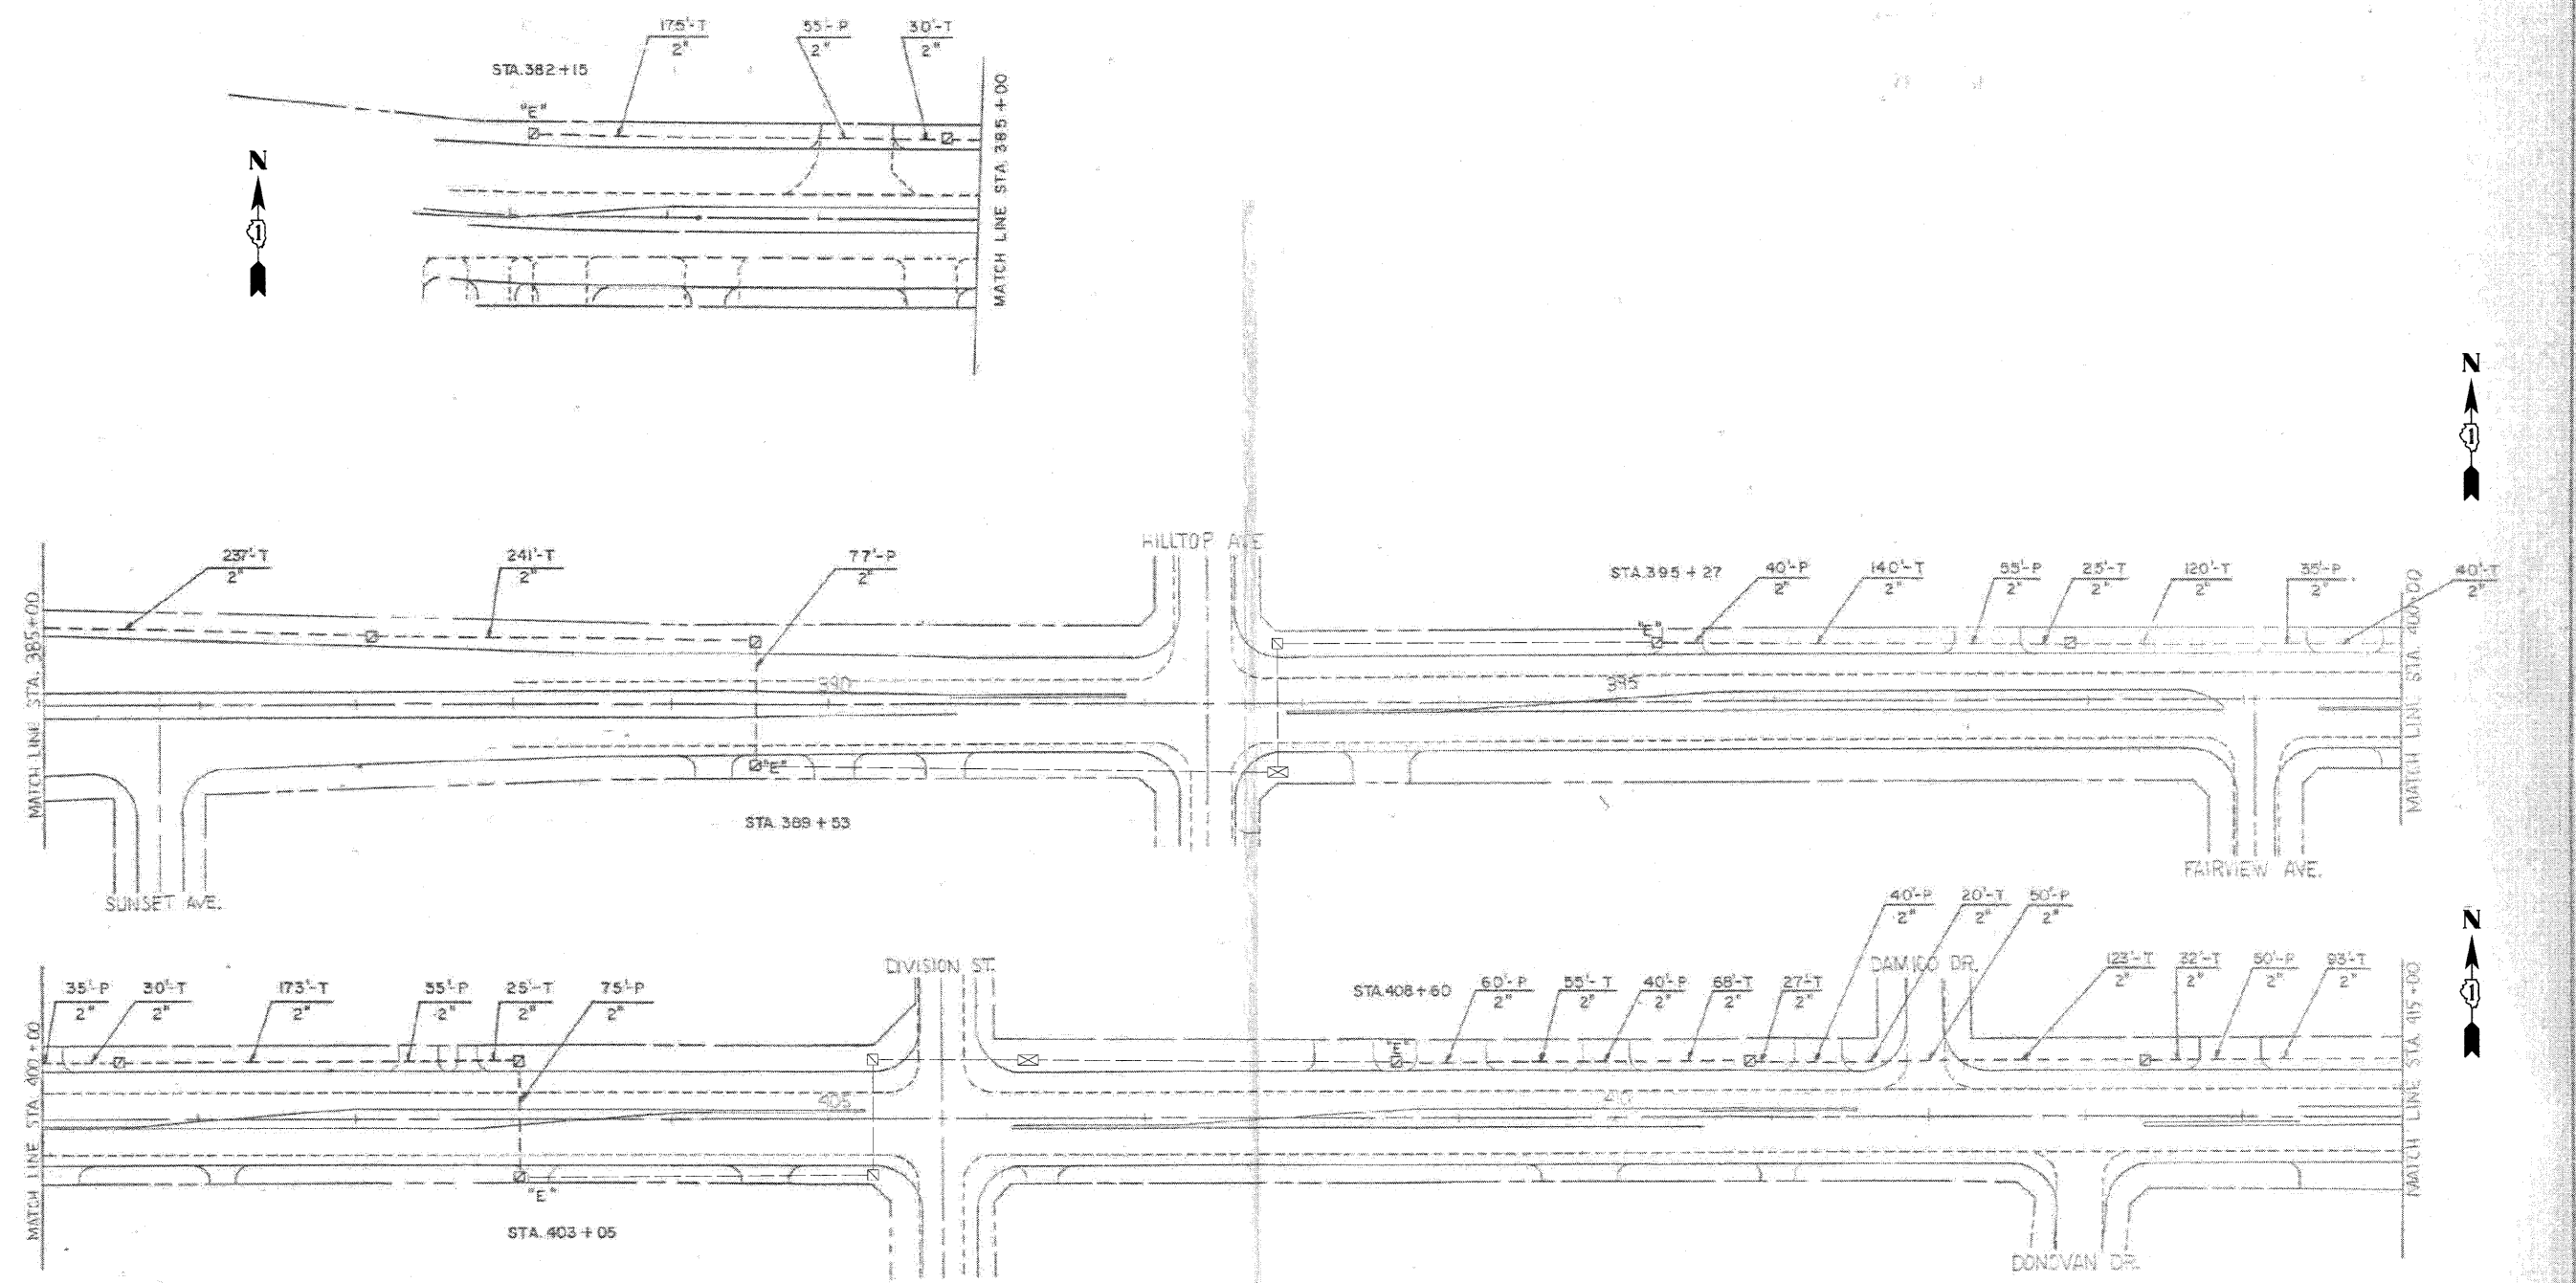 175'-T
2"
55'-P
2"
30'-T
2"
STA.382+15
"E"
MATCH LINE STA. 385+00
N
1
N
1
HILLTOP AVE
237'-T
2"
241'-T
2"
77'-P
2"
STA.395+27
40'-P
2"
140'-T
2"
55'-P
2"
25'-T
2"
120'-T
2"
35'-P
2"
40'-T
2"
MATCH LINE STA. 385+00
"E"
390
395
"E"
MATCH LINE STA. 400+00
STA. 389+53
SUNSET AVE.
FAIRVIEW AVE.
N
1
40'-P
2"
20'-T
2"
50'-P
2"
DIVISION ST.
DAMICO DR.
35'-P
2"
30'-T
2"
173'-T
2"
35'-P
2"
25'-T
2"
75'-P
2"
STA.408+60
60'-P
2"
55'-T
2"
40'-P
2"
68'-T
2"
27'-T
2"
123'-T
2"
32'-T
2"
50'-P
2"
93'-T
2"
MATCH LINE STA. 400+00
"E"
405
410
"E"
MATCH LINE STA. 415+00
STA.403+05
DONOVAN DR.